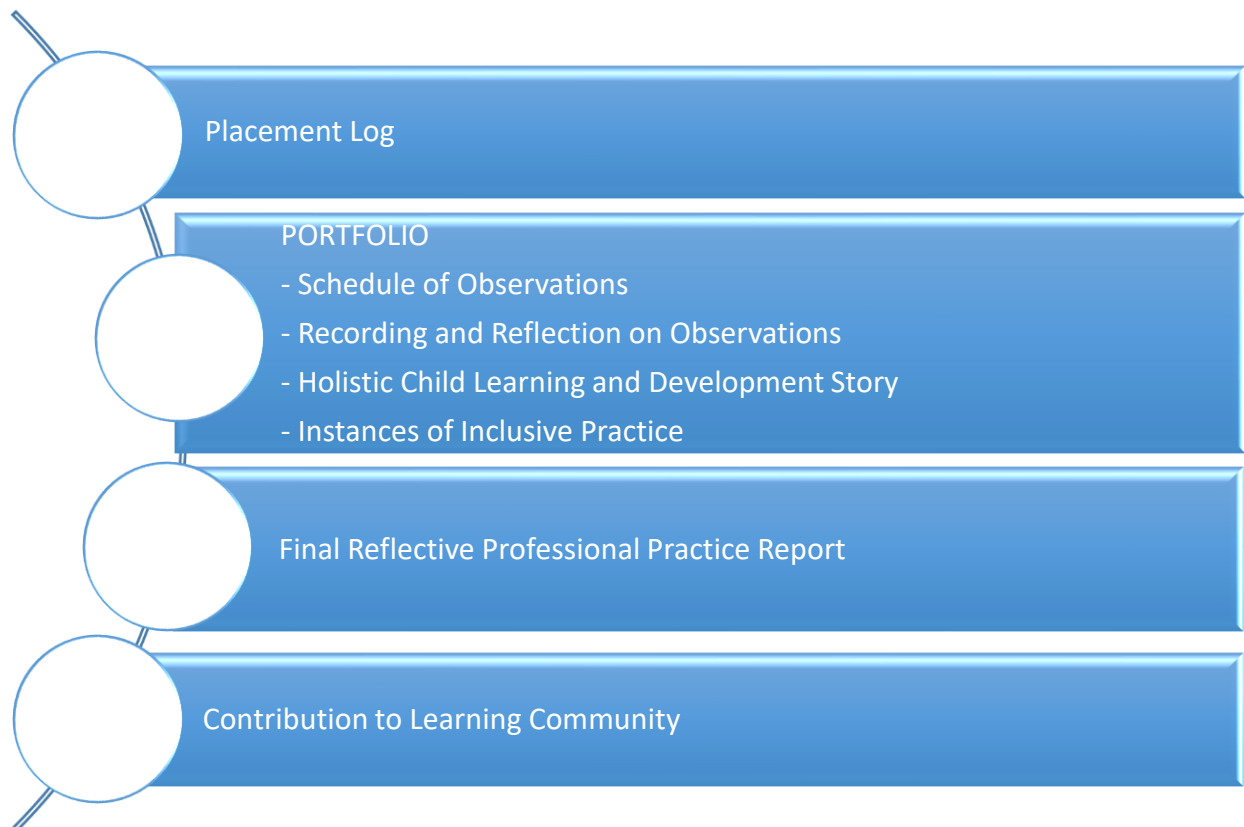 Placement Log
PORTFOLIO
- Schedule of Observations
- Recording and Reflection on Observations
- Holistic Child Learning and Development Story
- Instances of Inclusive Practice
Final Reflective Professional Practice Report
Contribution to Learning Community